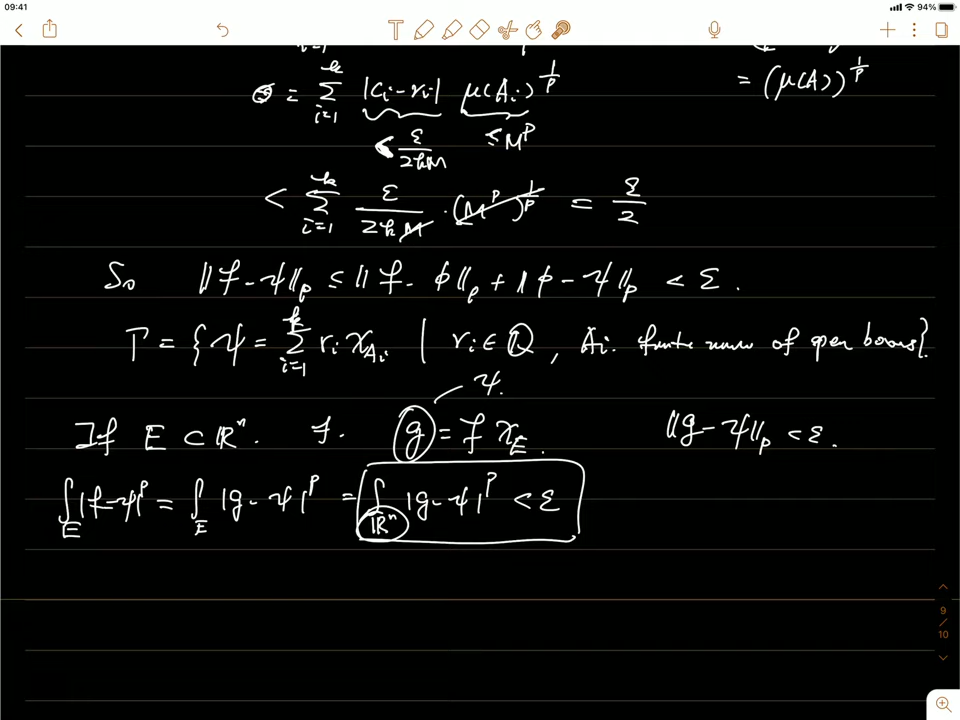 09:41
94%
= Σ_{i=1}^{k} |c_i - r_i| μ(A_i)^{1/p}
= (μ(A))^{1/p}
< ε/2kM ≤ M^p
< Σ_{i=1}^{k} ε/2kM · (M^p)^{1/p} = ε/2
So ||f - ψ||_p ≤ ||f - φ||_p + ||φ - ψ||_p < ε.
Γ = { ψ = Σ_{i=1}^{k} r_i χ_{A_i} | r_i ∈ ℚ, A_i: finite of open boxes }.
ψ.
If E ⊂ ℝ^n. f. g = f χ_E. ||g - ψ||_p < ε.
∫_E |f - ψ|^p = ∫_E |g - ψ|^p = ∫_{ℝ^n} |g - ψ|^p < ε
9
/
10